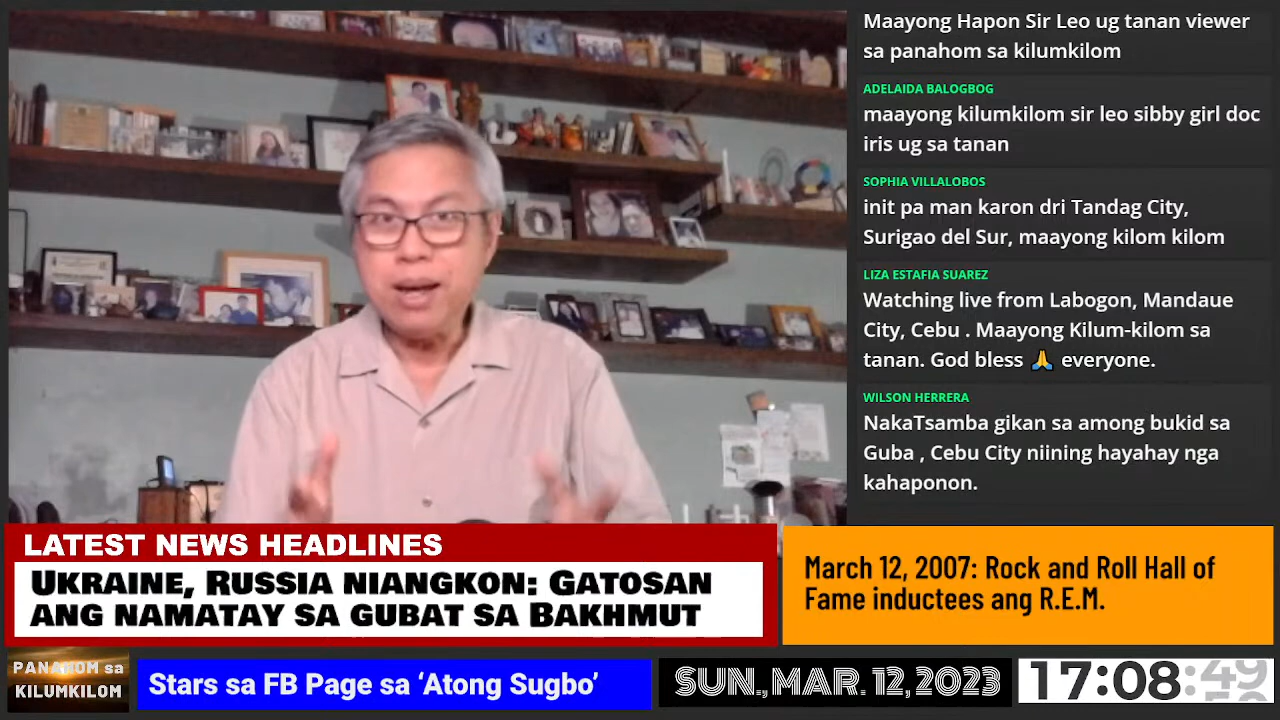 Maayong Hapon Sir Leo ug tanan viewer
sa panahom sa kilumkilom
ADELAIDA BALOGBOG
maayong kilumkilom sir leo sibby girl doc
iris ug sa tanan
SOPHIA VILLALOBOS
init pa man karon dri Tandag City,
Surigao del Sur, maayong kilom kilom
LIZA ESTAFIA SUAREZ
Watching live from Labogon, Mandaue
City, Cebu . Maayong Kilum-kilom sa
tanan. God bless 🙏 everyone.
WILSON HERRERA
NakaTsamba gikan sa among bukid sa
Guba , Cebu City niining hayahay nga
kahaponon.
LATEST NEWS HEADLINES
UKRAINE, RUSSIA NIANGKON: GATOSAN
ANG NAMATAY SA GUBAT SA BAKHMUT
March 12, 2007: Rock and Roll Hall of
Fame inductees ang R.E.M.
PANAHOM sa
KILUMKILOM
Stars sa FB Page sa ‘Atong Sugbo’
SUN., MAR. 12, 2023
17:08:49